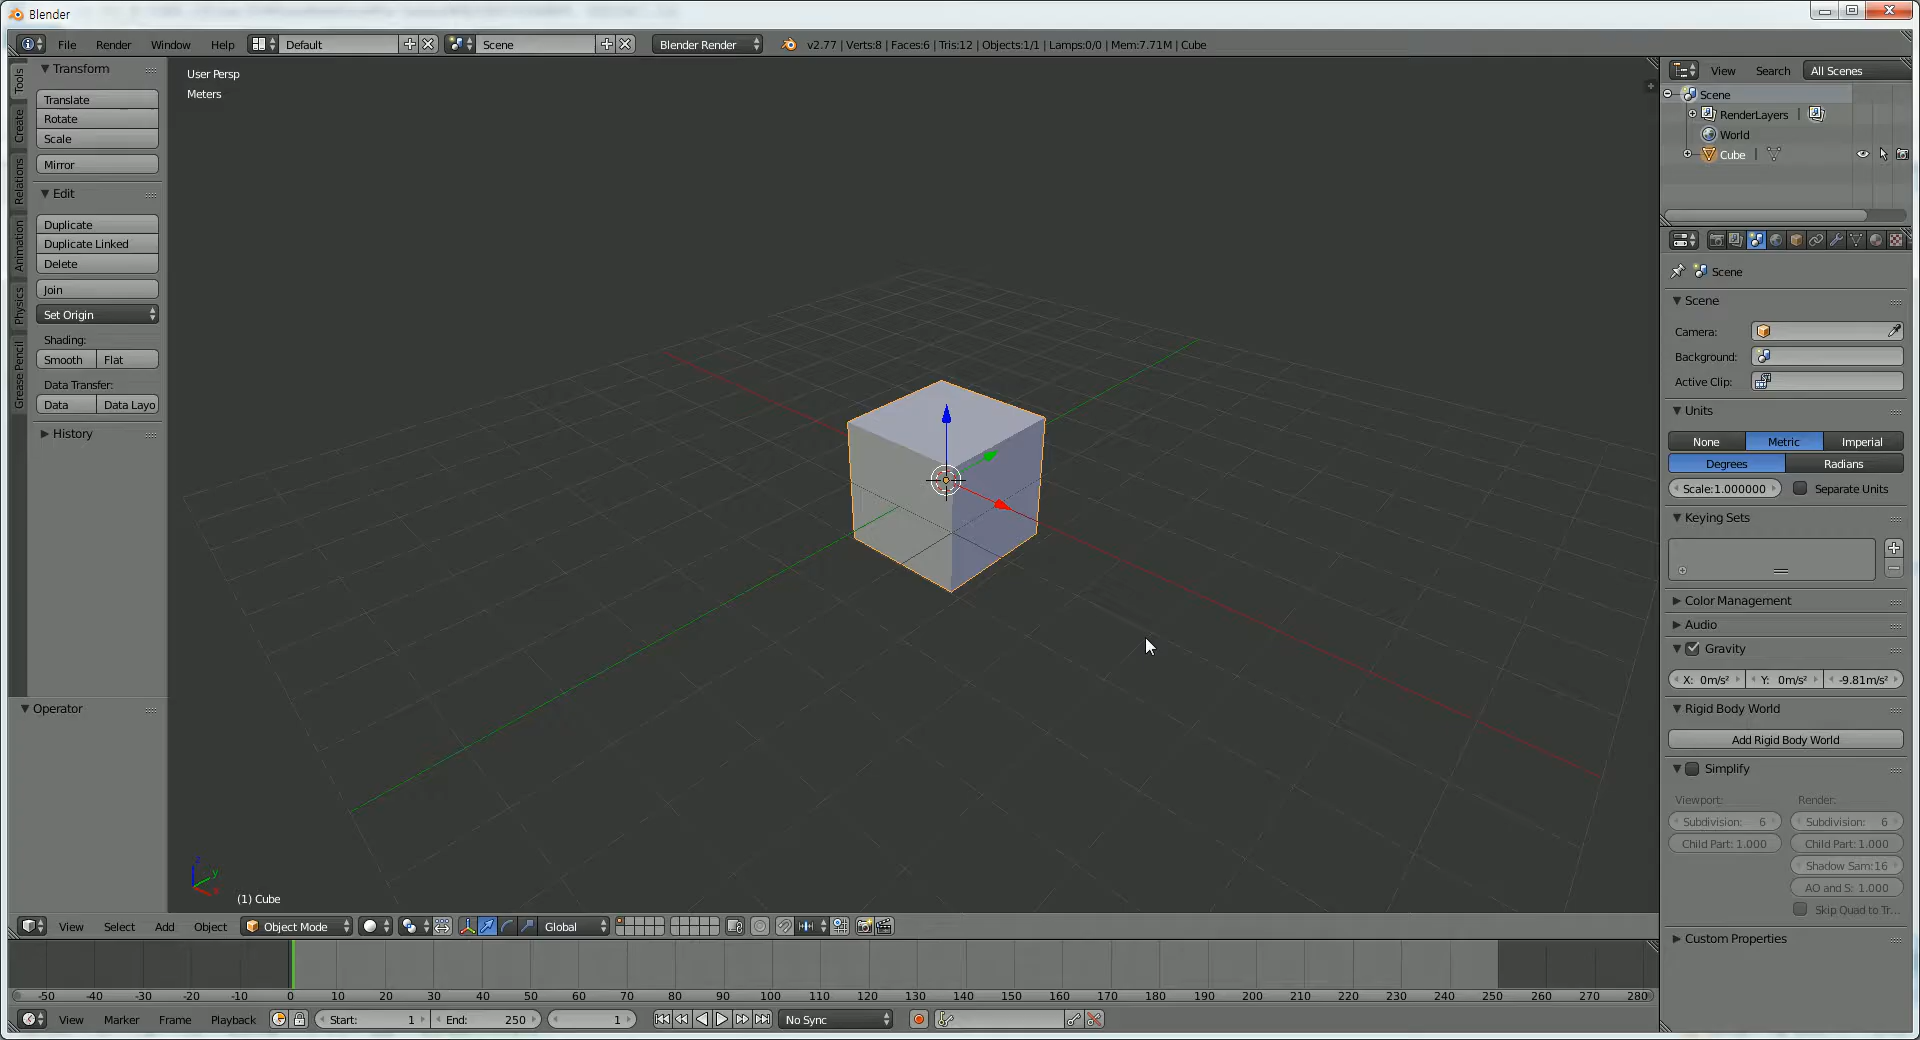 Blender
File Render Window Help Default Scene Blender Render v2.77 | Verts:8 | Faces:6 | Tris:12 | Objects:1/1 | Lamps:0/0 | Mem:7.71M | Cube
Tools
Create
Relations
Animation
Physics
Grease Pencil
Transform
Translate
Rotate
Scale
Mirror
Edit
Duplicate
Duplicate Linked
Delete
Join
Set Origin
Shading:
Smooth Flat
Data Transfer:
Data Data Layo
History
Operator
User Persp
Meters
z
y
x
(1) Cube
View Search All Scenes
Scene
RenderLayers |
World
Cube |
Scene
Scene
Camera:
Background:
Active Clip:
Units
None Metric Imperial
Degrees Radians
Scale:1.000000 Separate Units
Keying Sets
Color Management
Audio
Gravity
X: 0m/s² Y: 0m/s² -9.81m/s²
Rigid Body World
Add Rigid Body World
Simplify
Viewport: Render:
Subdivision: 6 Subdivision: 6
Child Part: 1.000 Child Part: 1.000
Shadow Sam:16
AO and S: 1.000
Skip Quad to Tr...
Custom Properties
View Select Add Object Object Mode Global
-50 -40 -30 -20 -10 0 10 20 30 40 50 60 70 80 90 100 110 120 130 140 150 160 170 180 190 200 210 220 230 240 250 260 270 280
View Marker Frame Playback Start: 1 End: 250 1 No Sync